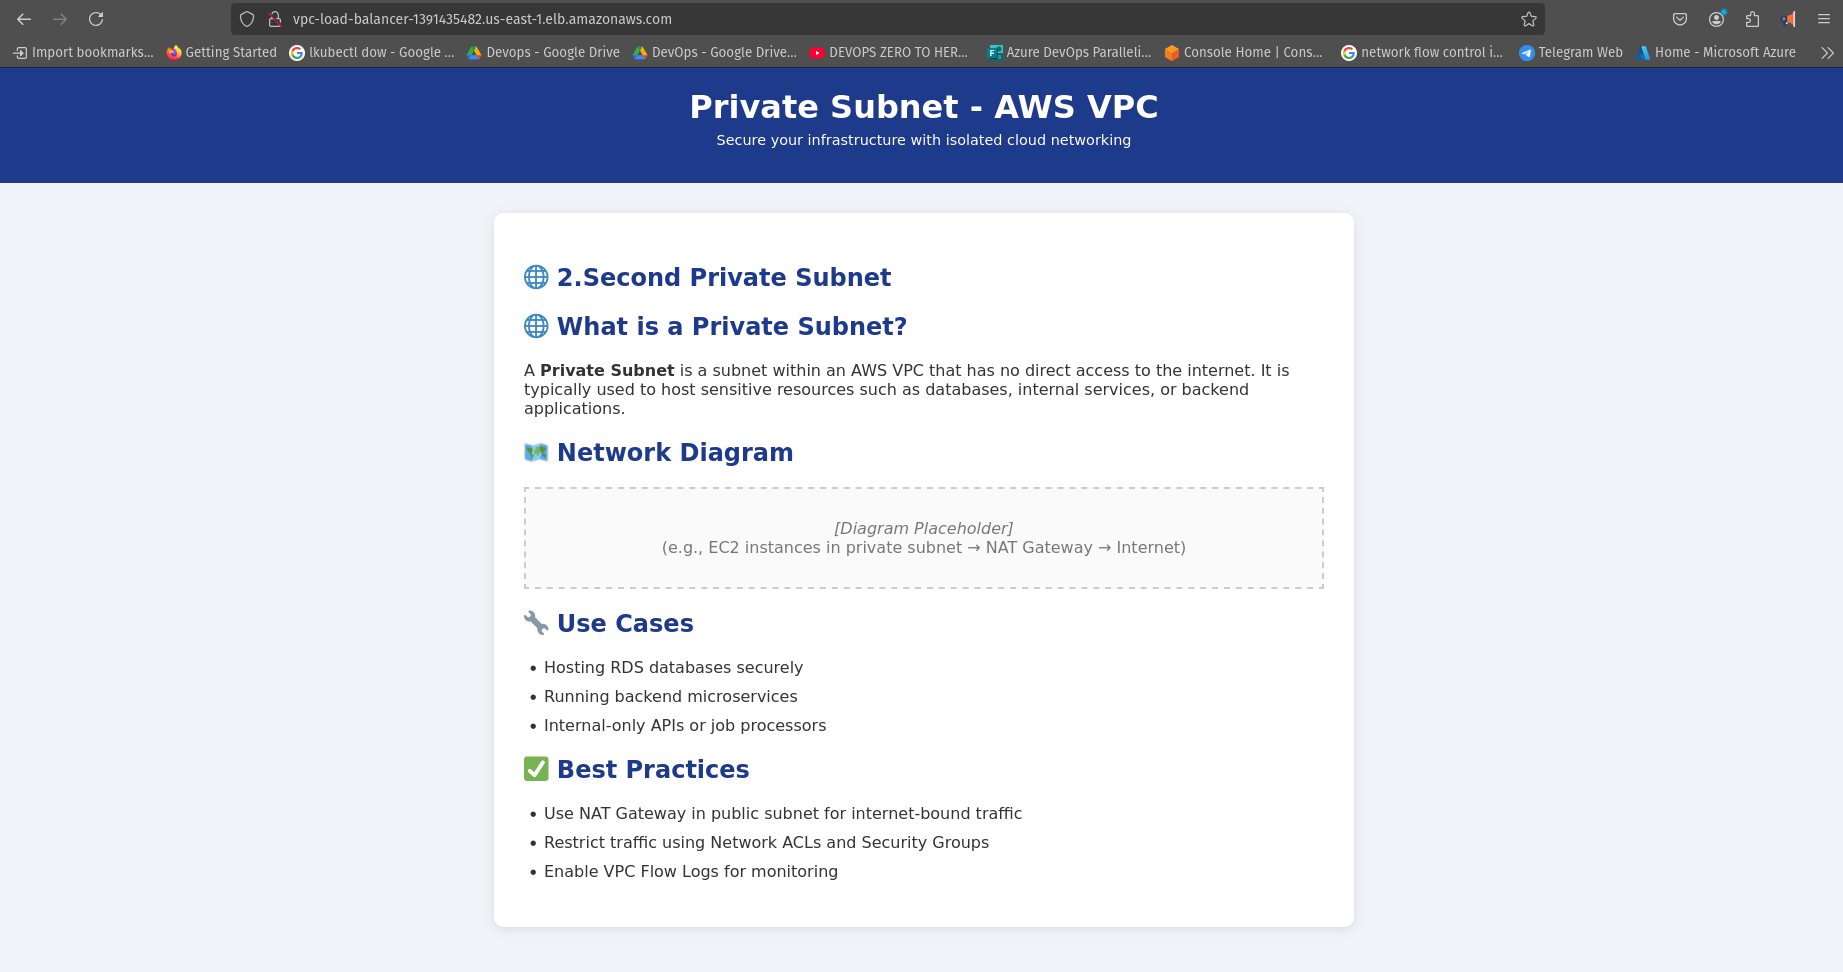 vpc-load-balancer-1391435482.us-east-1.elb.amazonaws.com
Import bookmarks... Getting Started lkubectl dow - Google ... Devops - Google Drive DevOps - Google Drive... DEVOPS ZERO TO HER... Azure DevOps Paralleli... Console Home | Cons... network flow control i... Telegram Web Home - Microsoft Azure
Private Subnet - AWS VPC
Secure your infrastructure with isolated cloud networking
🌐 2.Second Private Subnet
🌐 What is a Private Subnet?
A Private Subnet is a subnet within an AWS VPC that has no direct access to the internet. It is
typically used to host sensitive resources such as databases, internal services, or backend
applications.
🗺️ Network Diagram
[Diagram Placeholder]
(e.g., EC2 instances in private subnet → NAT Gateway → Internet)
🔧 Use Cases
• Hosting RDS databases securely
• Running backend microservices
• Internal-only APIs or job processors
✅ Best Practices
• Use NAT Gateway in public subnet for internet-bound traffic
• Restrict traffic using Network ACLs and Security Groups
• Enable VPC Flow Logs for monitoring